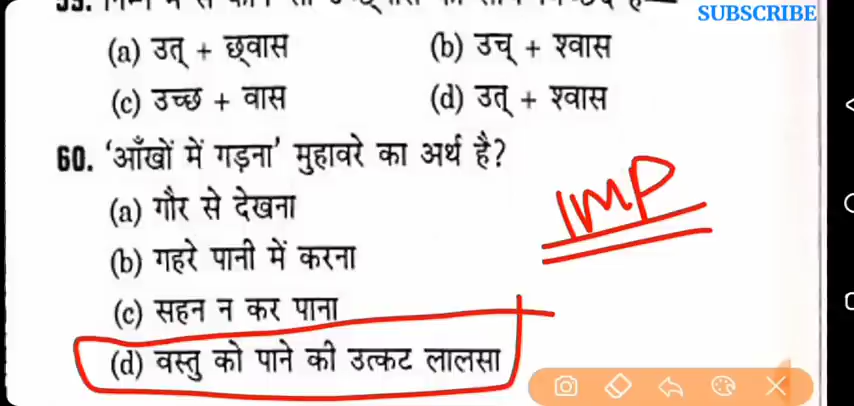 SUBSCRIBE
(a) उत् + छ्वास (b) उच् + श्वास
(c) उच्छ + वास (d) उत् + श्वास
60. 'आँखों में गड़ना' मुहावरे का अर्थ है?
(a) गौर से देखना
IMP
(b) गहरे पानी में करना
(c) सहन न कर पाना
(d) वस्तु को पाने की उत्कट लालसा